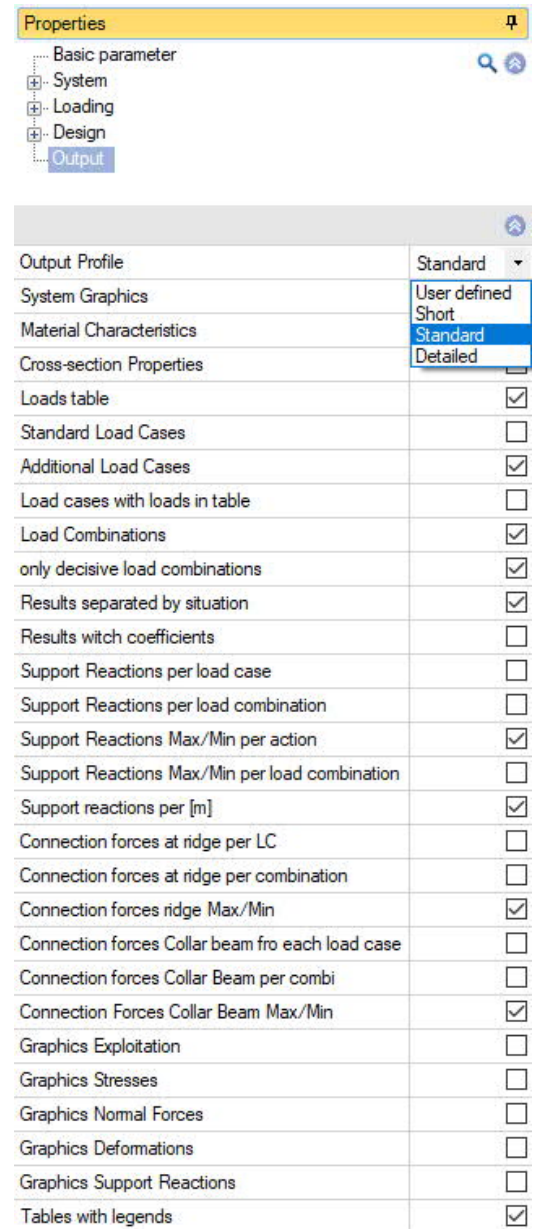 Properties
Basic parameter
System
Loading
Design
Output
Output Profile Standard
System Graphics User defined
Short
Material Characteristics Standard
Cross-section Properties Detailed
Loads table
Standard Load Cases
Additional Load Cases
Load cases with loads in table
Load Combinations
only decisive load combinations
Results separated by situation
Results witch coefficients
Support Reactions per load case
Support Reactions per load combination
Support Reactions Max/Min per action
Support Reactions Max/Min per load combination
Support reactions per [m]
Connection forces at ridge per LC
Connection forces at ridge per combination
Connection forces ridge Max/Min
Connection forces Collar beam fro each load case
Connection forces Collar Beam per combi
Connection Forces Collar Beam Max/Min
Graphics Exploitation
Graphics Stresses
Graphics Normal Forces
Graphics Deformations
Graphics Support Reactions
Tables with legends